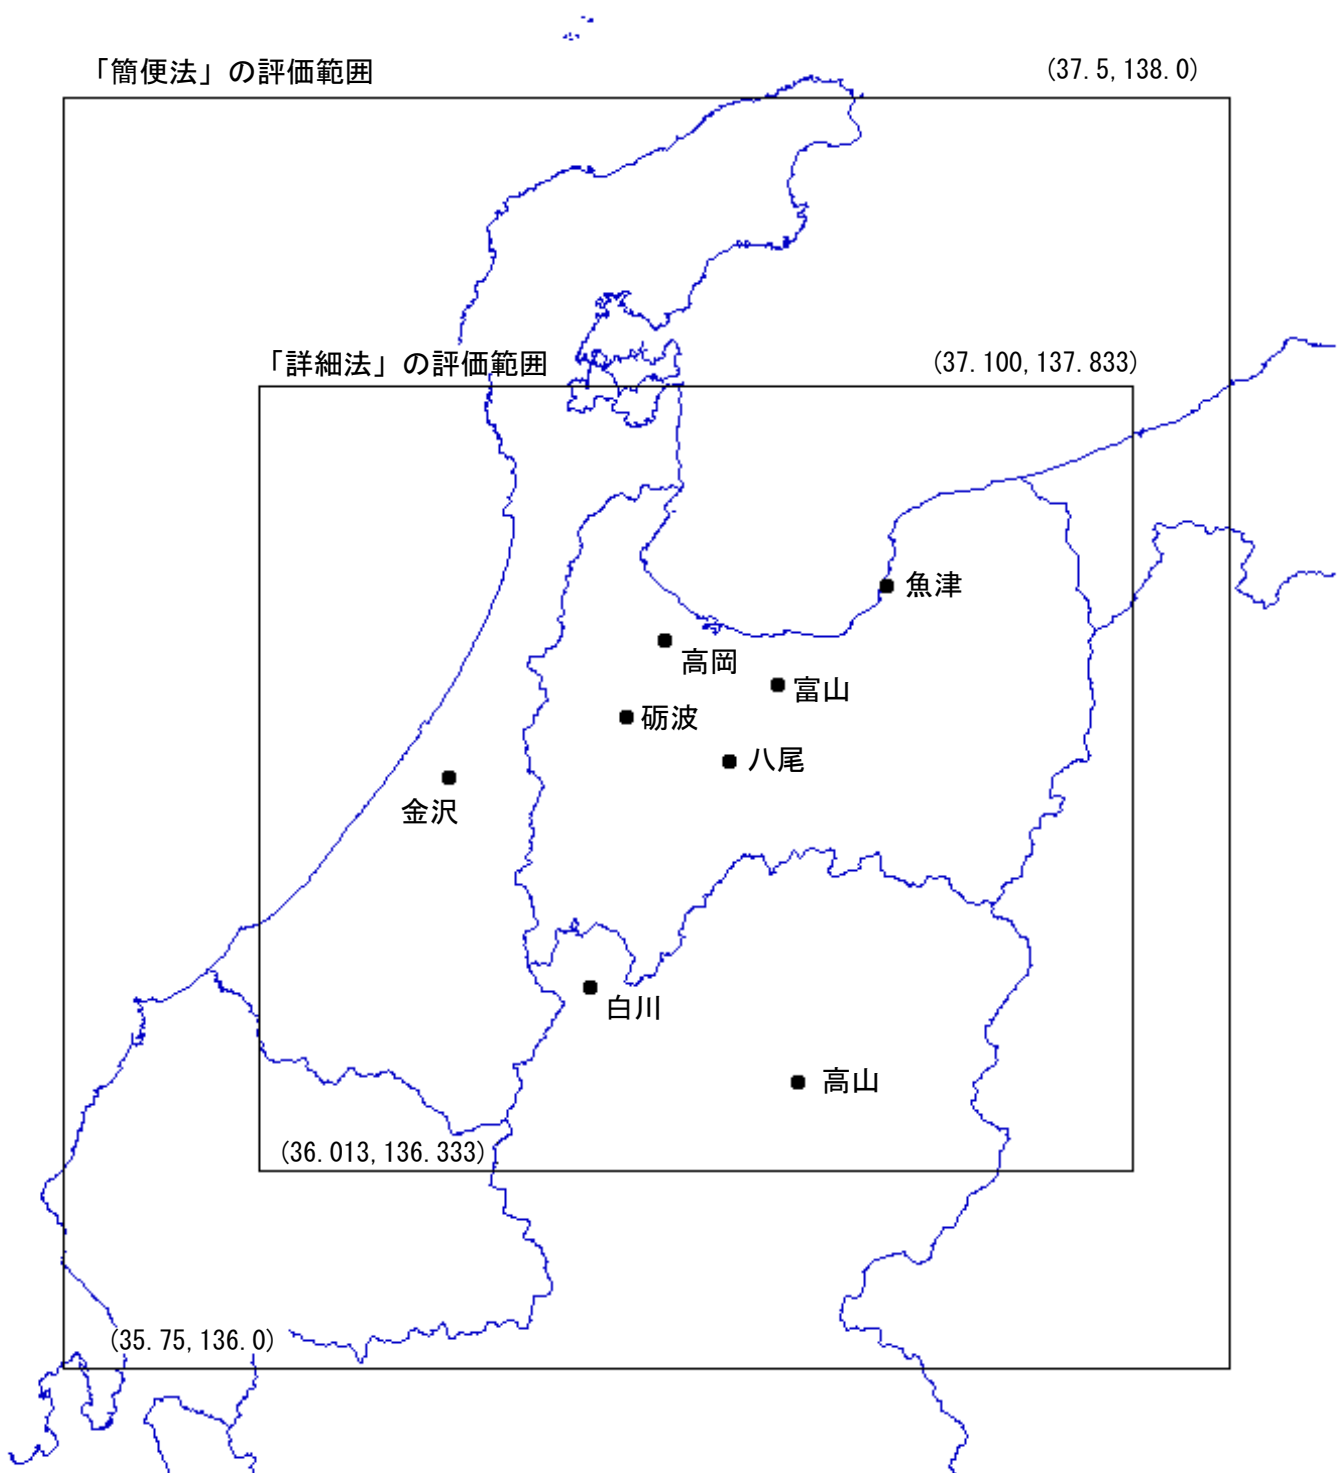 「簡便法」の評価範囲
(37.5,138.0)
「詳細法」の評価範囲
(37.100,137.833)
魚津
高岡
富山
砺波
八尾
金沢
白川
高山
(36.013,136.333)
(35.75,136.0)